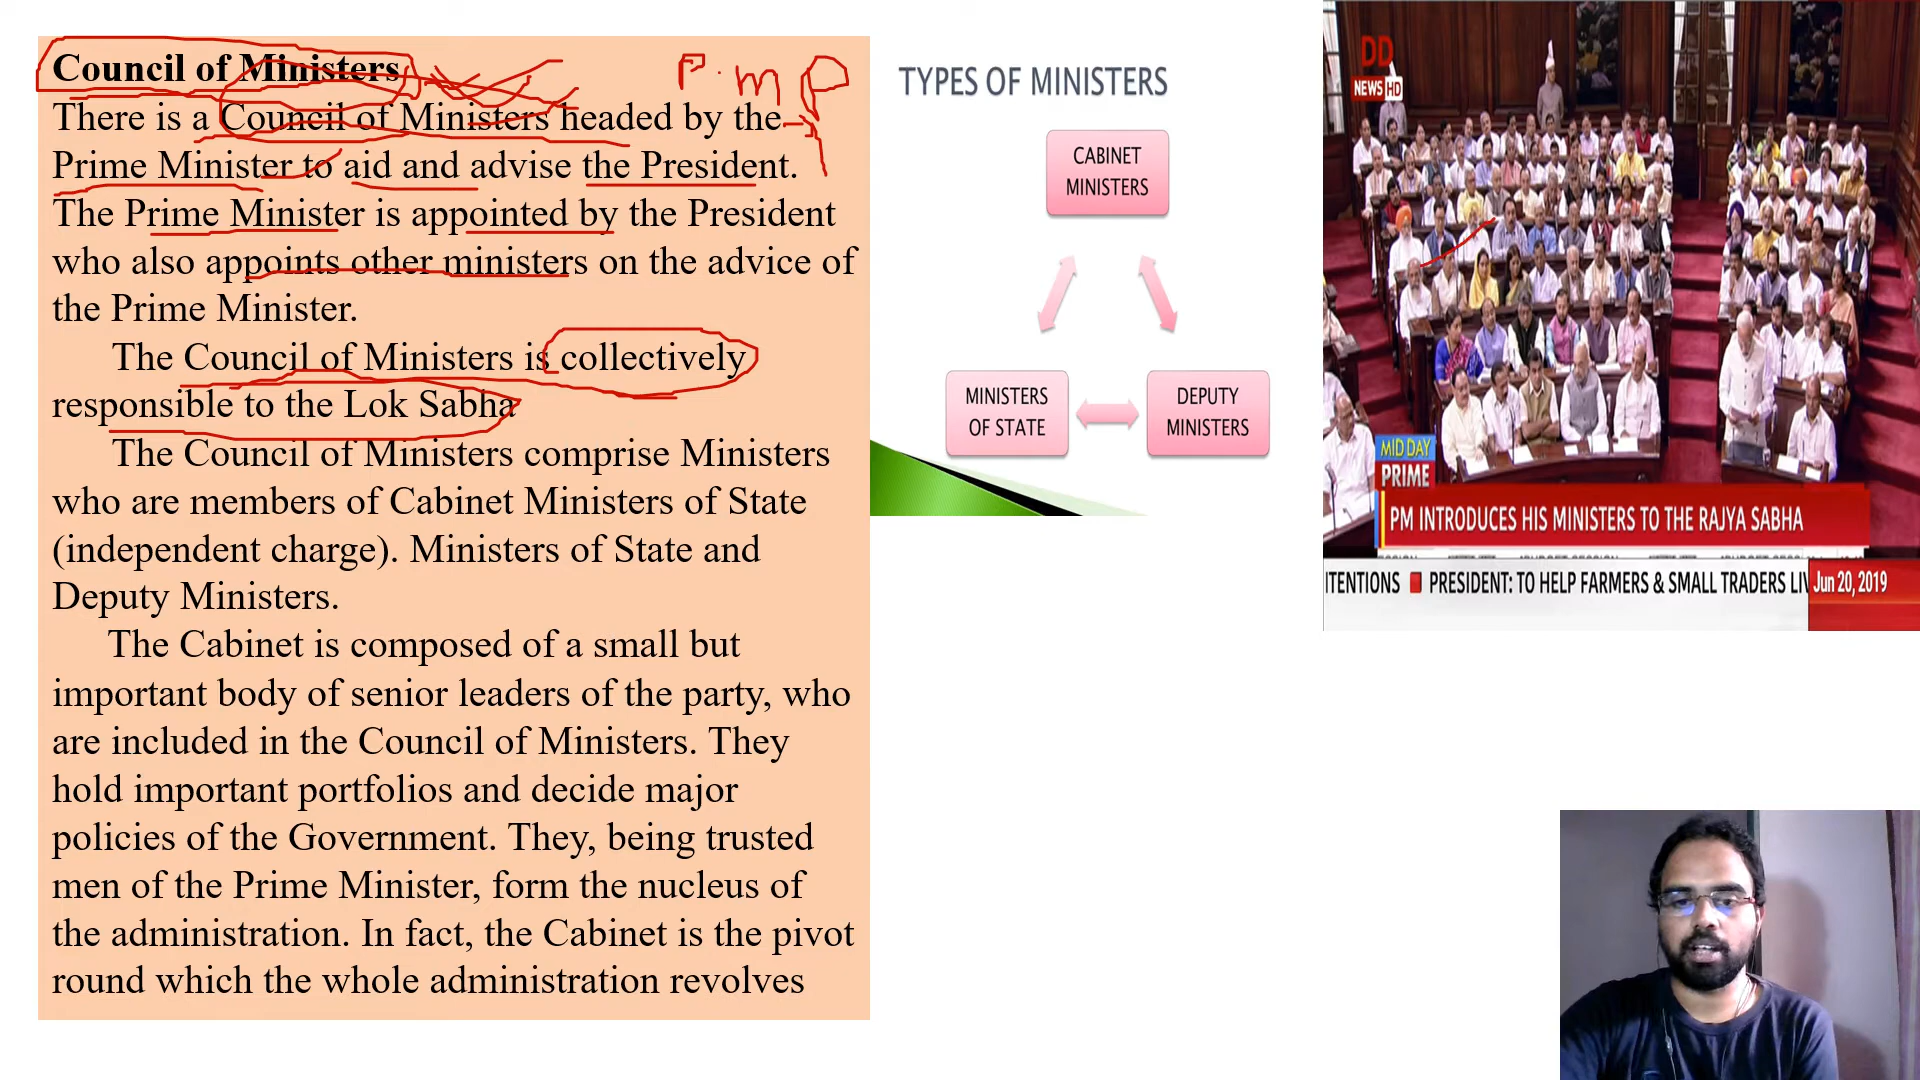 Council of Ministers
There is a Council of Ministers headed by the
Prime Minister to aid and advise the President.
The Prime Minister is appointed by the President
who also appoints other ministers on the advice of
the Prime Minister.
The Council of Ministers is collectively
responsible to the Lok Sabha
The Council of Ministers comprise Ministers
who are members of Cabinet Ministers of State
(independent charge). Ministers of State and
Deputy Ministers.
The Cabinet is composed of a small but
important body of senior leaders of the party, who
are included in the Council of Ministers. They
hold important portfolios and decide major
policies of the Government. They, being trusted
men of the Prime Minister, form the nucleus of
the administration. In fact, the Cabinet is the pivot
round which the whole administration revolves
P.m P
TYPES OF MINISTERS
CABINET
MINISTERS
MINISTERS
OF STATE
DEPUTY
MINISTERS
DD
NEWS HD
MID DAY
PRIME
PM INTRODUCES HIS MINISTERS TO THE RAJYA SABHA
TENTIONS PRESIDENT: TO HELP FARMERS & SMALL TRADERS LIV
Jun 20, 2019